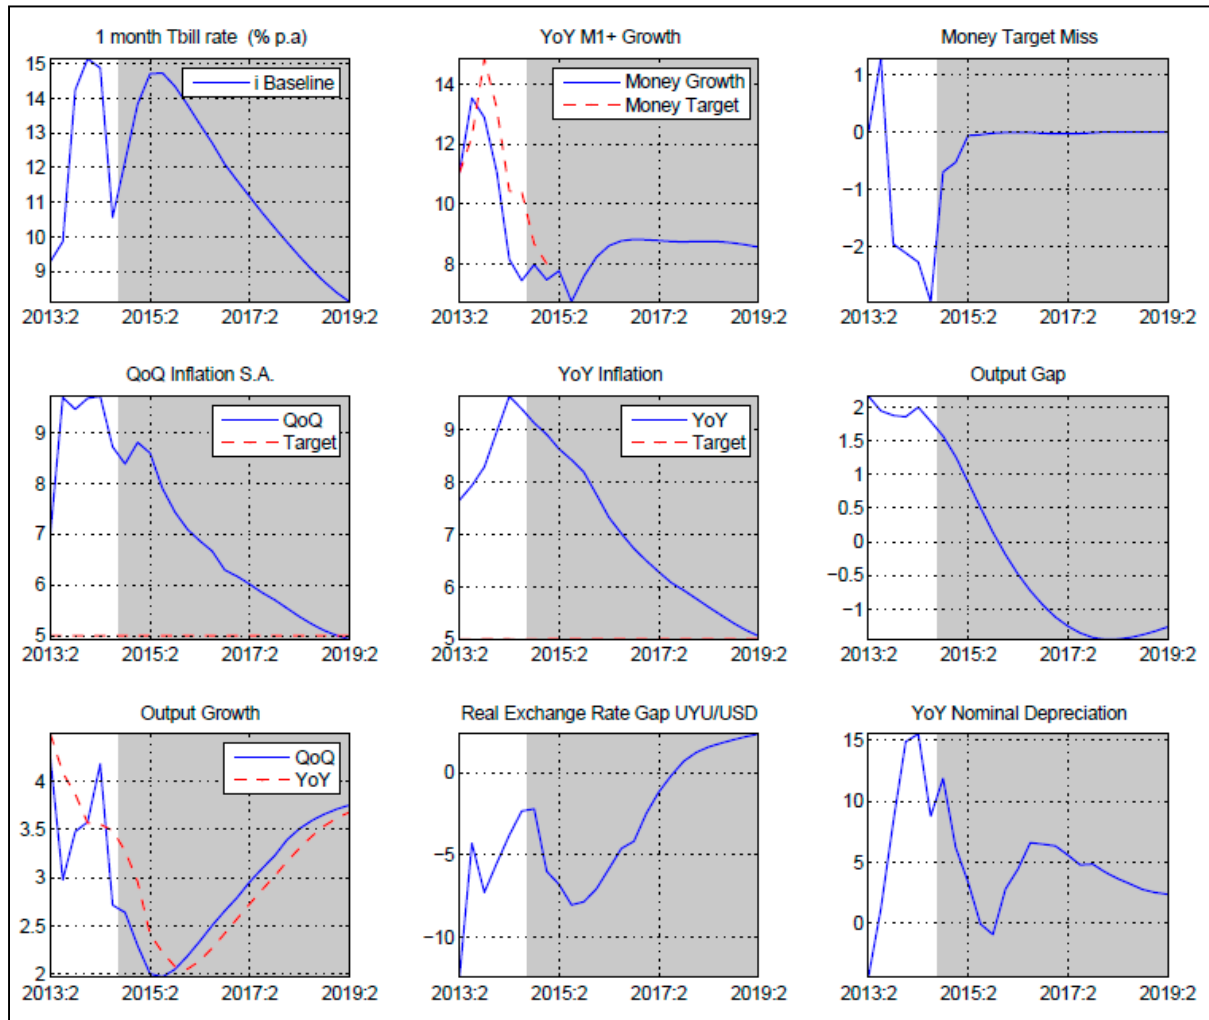 1 month Tbill rate (% p.a)
15
14
13
12
11
10
9
i Baseline
2013:2 2015:2 2017:2 2019:2
YoY M1+ Growth
14
12
10
8
Money Growth
Money Target
2013:2 2015:2 2017:2 2019:2
Money Target Miss
1
0
−1
−2
2013:2 2015:2 2017:2 2019:2
QoQ Inflation S.A.
9
8
7
6
5
QoQ
Target
2013:2 2015:2 2017:2 2019:2
YoY Inflation
9
8
7
6
5
YoY
Target
2013:2 2015:2 2017:2 2019:2
Output Gap
2
1.5
1
0.5
0
−0.5
−1
2013:2 2015:2 2017:2 2019:2
Output Growth
4
3.5
3
2.5
2
QoQ
YoY
2013:2 2015:2 2017:2 2019:2
Real Exchange Rate Gap UYU/USD
0
−5
−10
2013:2 2015:2 2017:2 2019:2
YoY Nominal Depreciation
15
10
5
0
2013:2 2015:2 2017:2 2019:2